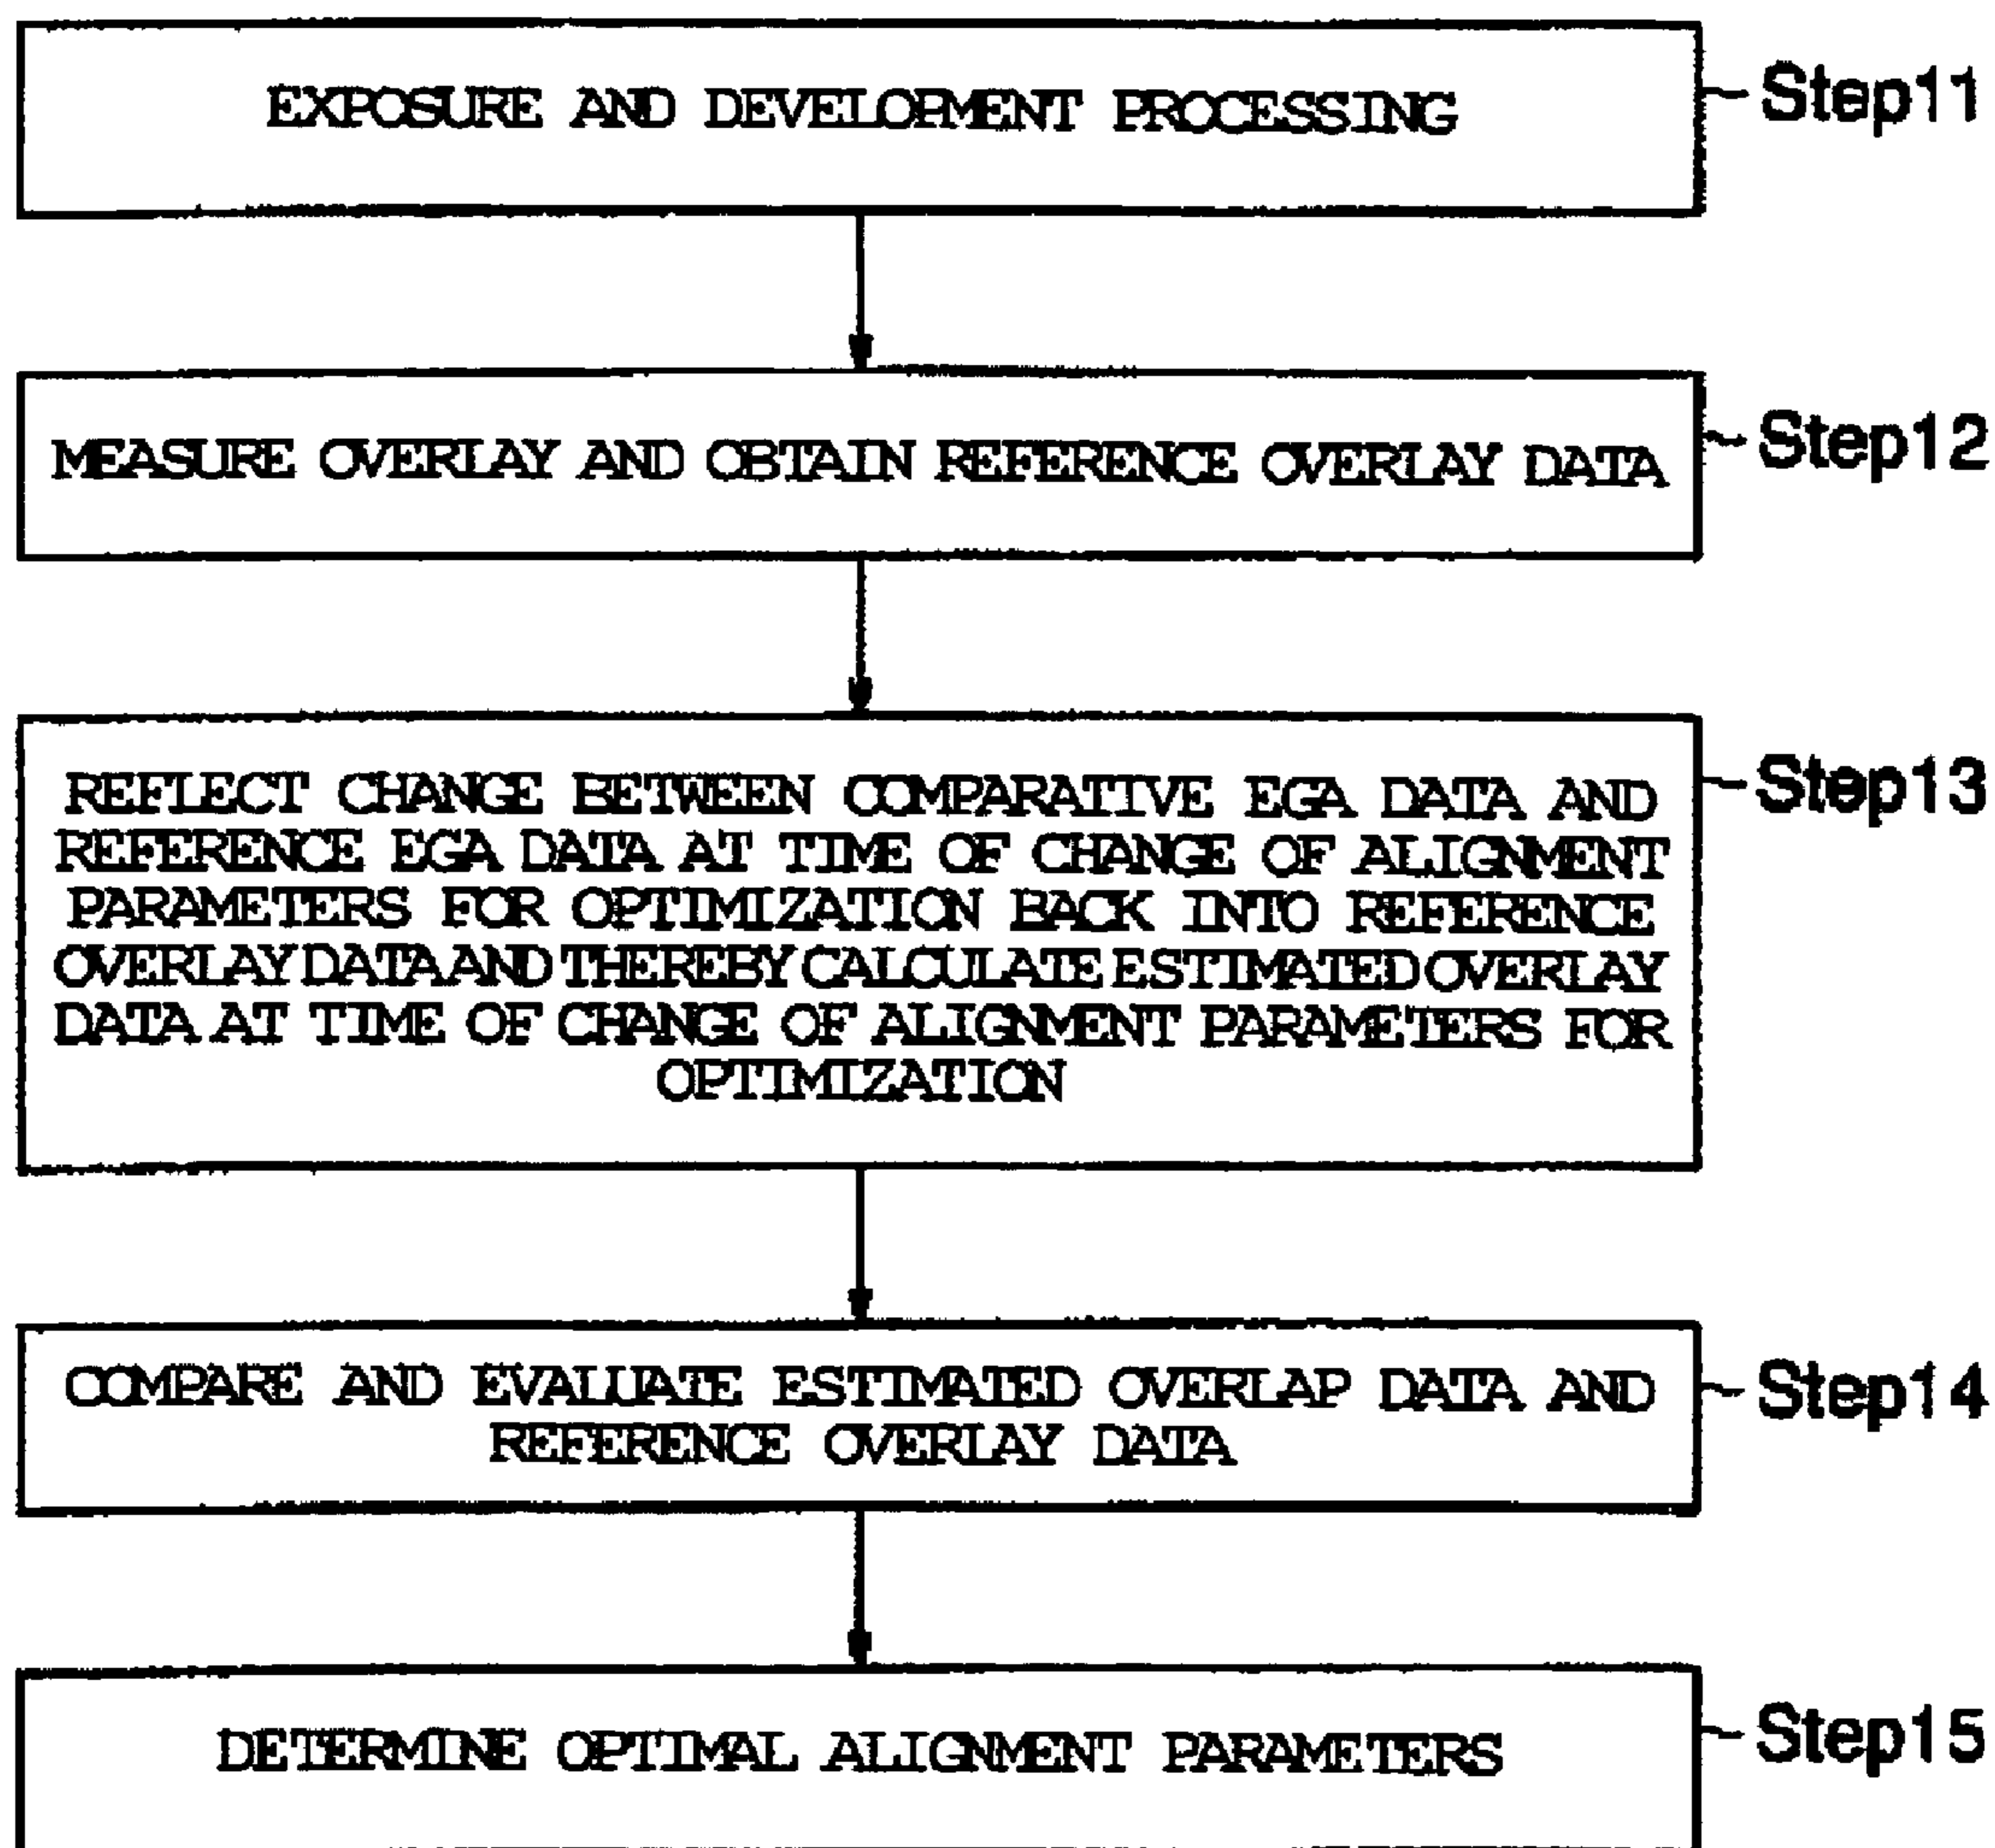 EXPOSURE AND DEVELOPMENT PROCESSING
Step11
MEASURE OVERLAY AND OBTAIN REFERENCE OVERLAY DATA
Step12
REFLECT CHANGE BETWEEN COMPARATIVE EGA DATA AND
REFERENCE EGA DATA AT TIME OF CHANGE OF ALIGNMENT
PARAMETERS FOR OPTIMIZATION BACK INTO REFERENCE
OVERLAY DATA AND THEREBY CALCULATE ESTIMATED OVERLAY
DATA AT TIME OF CHANGE OF ALIGNMENT PARAMETERS FOR
OPTIMIZATION
Step13
COMPARE AND EVALUATE ESTIMATED OVERLAP DATA AND
REFERENCE OVERLAY DATA
Step14
DETERMINE OPTIMAL ALIGNMENT PARAMETERS
Step15